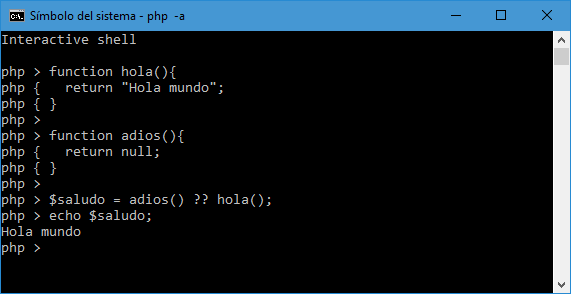 Símbolo del sistema - php  -a
Interactive shell
php > function hola(){
php {   return "Hola mundo";
php { }
php >
php > function adios(){
php {   return null;
php { }
php >
php > $saludo = adios() ?? hola();
php > echo $saludo;
Hola mundo
php >